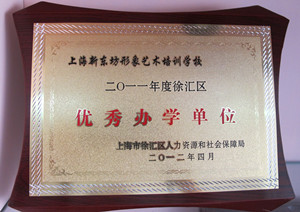 上海新东坊形象艺术培训学校
二〇一一年度徐汇区
优秀办学单位
上海市徐汇区人力资源和社会保障局
二〇一二年四月